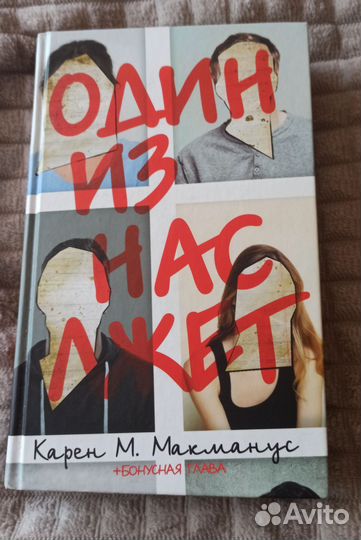 ОДИН
ИЗ
НАС
ЛЖЕТ
Карен М. Макманус
+БОНУСНАЯ ГЛАВА
Avito